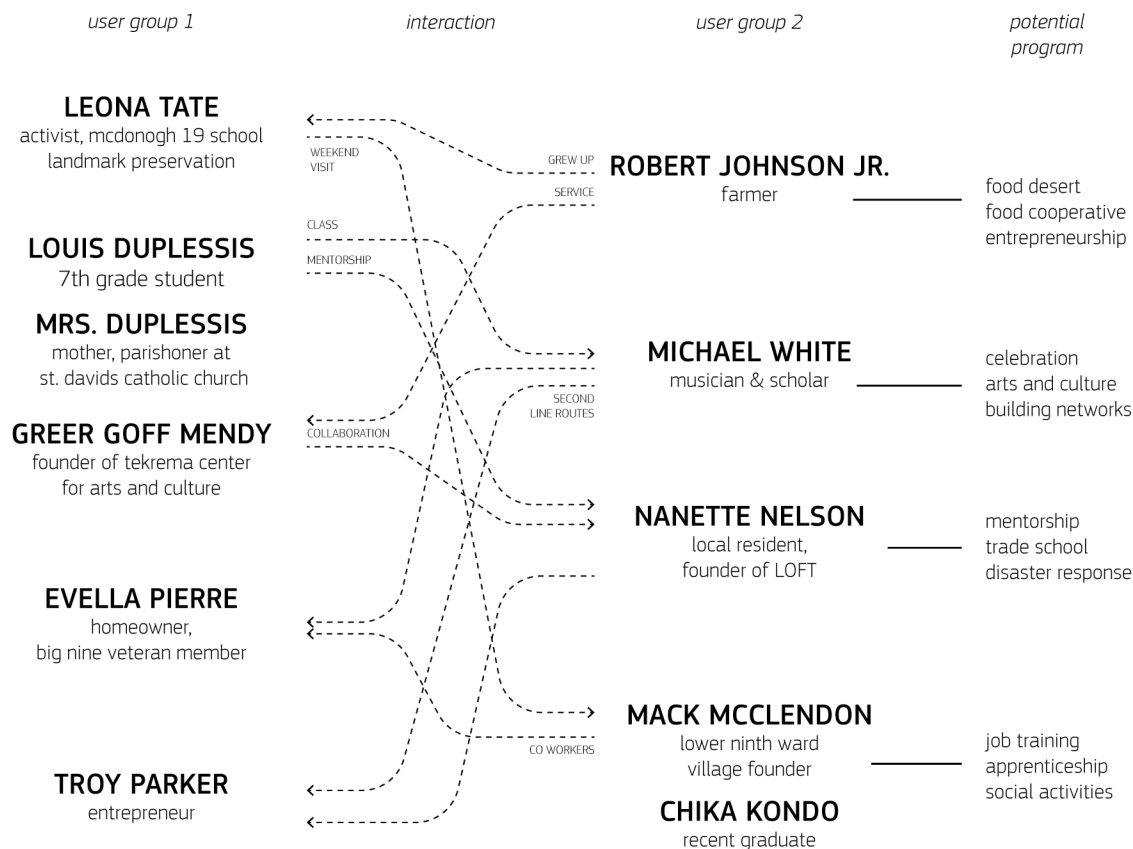 user group 1
interaction
user group 2
potential
program
LEONA TATE
activist, mcdonogh 19 school
landmark preservation
LOUIS DUPLESSIS
7th grade student
MRS. DUPLESSIS
mother, parishoner at
st. davids catholic church
GREER GOFF MENDY
founder of tekrema center
for arts and culture
EVELLA PIERRE
homeowner,
big nine veteran member
TROY PARKER
entrepreneur
WEEKEND
VISIT
CLASS
MENTORSHIP
COLLABORATION
GREW UP
SERVICE
SECOND
LINE ROUTES
CO WORKERS
ROBERT JOHNSON JR.
farmer
MICHAEL WHITE
musician & scholar
NANETTE NELSON
local resident,
founder of LOFT
MACK MCCLENDON
lower ninth ward
village founder
CHIKA KONDO
recent graduate
food desert
food cooperative
entrepreneurship
celebration
arts and culture
building networks
mentorship
trade school
disaster response
job training
apprenticeship
social activities